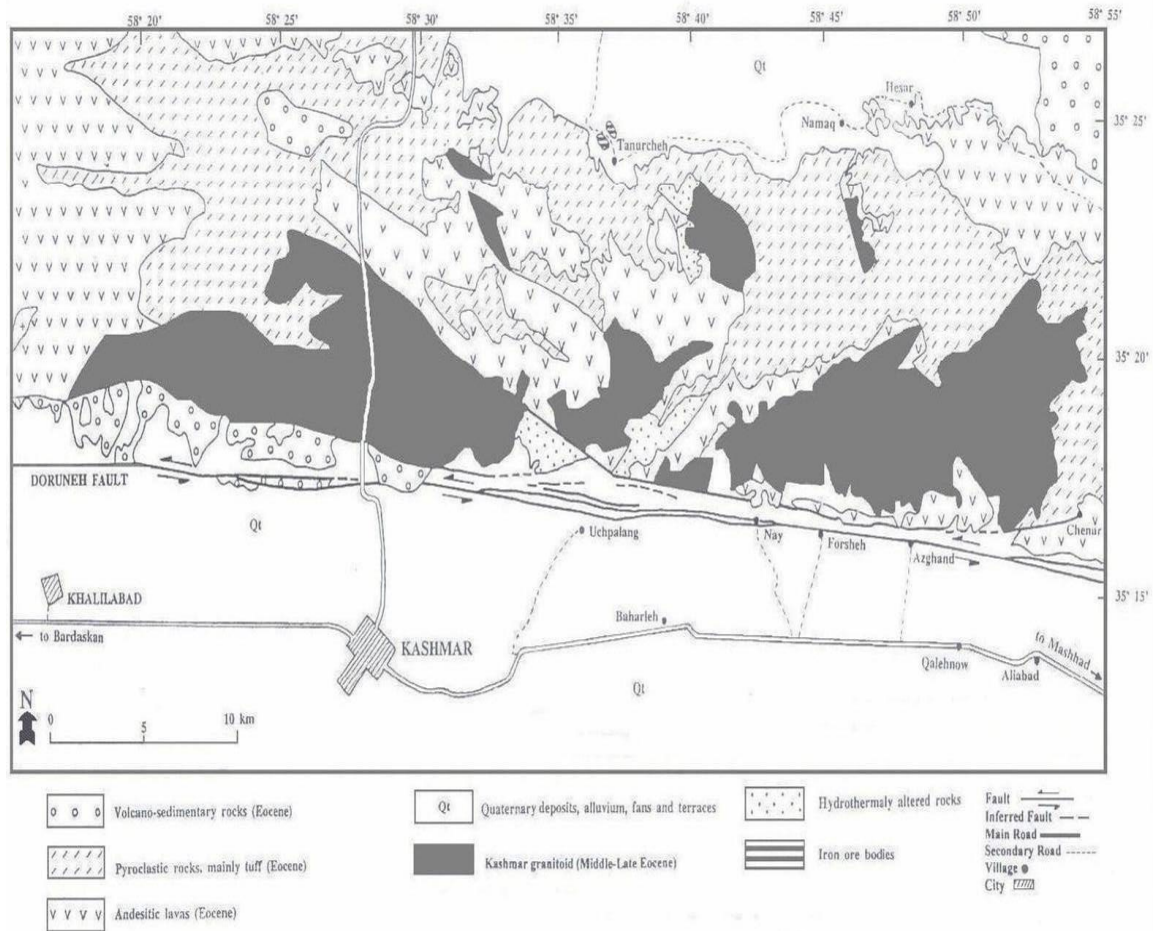 58° 20'
58° 25'
58° 30'
58° 35'
58° 40'
58° 45'
58° 50'
58° 55'
Qt
Hesar
Namaq
35° 25'
Tanurcheh
35° 20'
DORUNEH FAULT
Qt
Uchpalang
Nay
Forsheh
Azghand
Chenar
35° 15'
KHALILABAD
to Bardaskan
KASHMAR
Baharleh
Qalehnow
Aliabad
to Mashhad
Qt
N
0
5
10 km
Volcano-sedimentary rocks (Eocene)
Pyroclastic rocks, mainly tuff (Eocene)
Andesitic lavas (Eocene)
Qt
Quaternary deposits, alluvium, fans and terraces
Kashmar granitoid (Middle-Late Eocene)
Hydrothermaly altered rocks
Iron ore bodies
Fault
Inferred Fault
Main Road
Secondary Road
Village
City